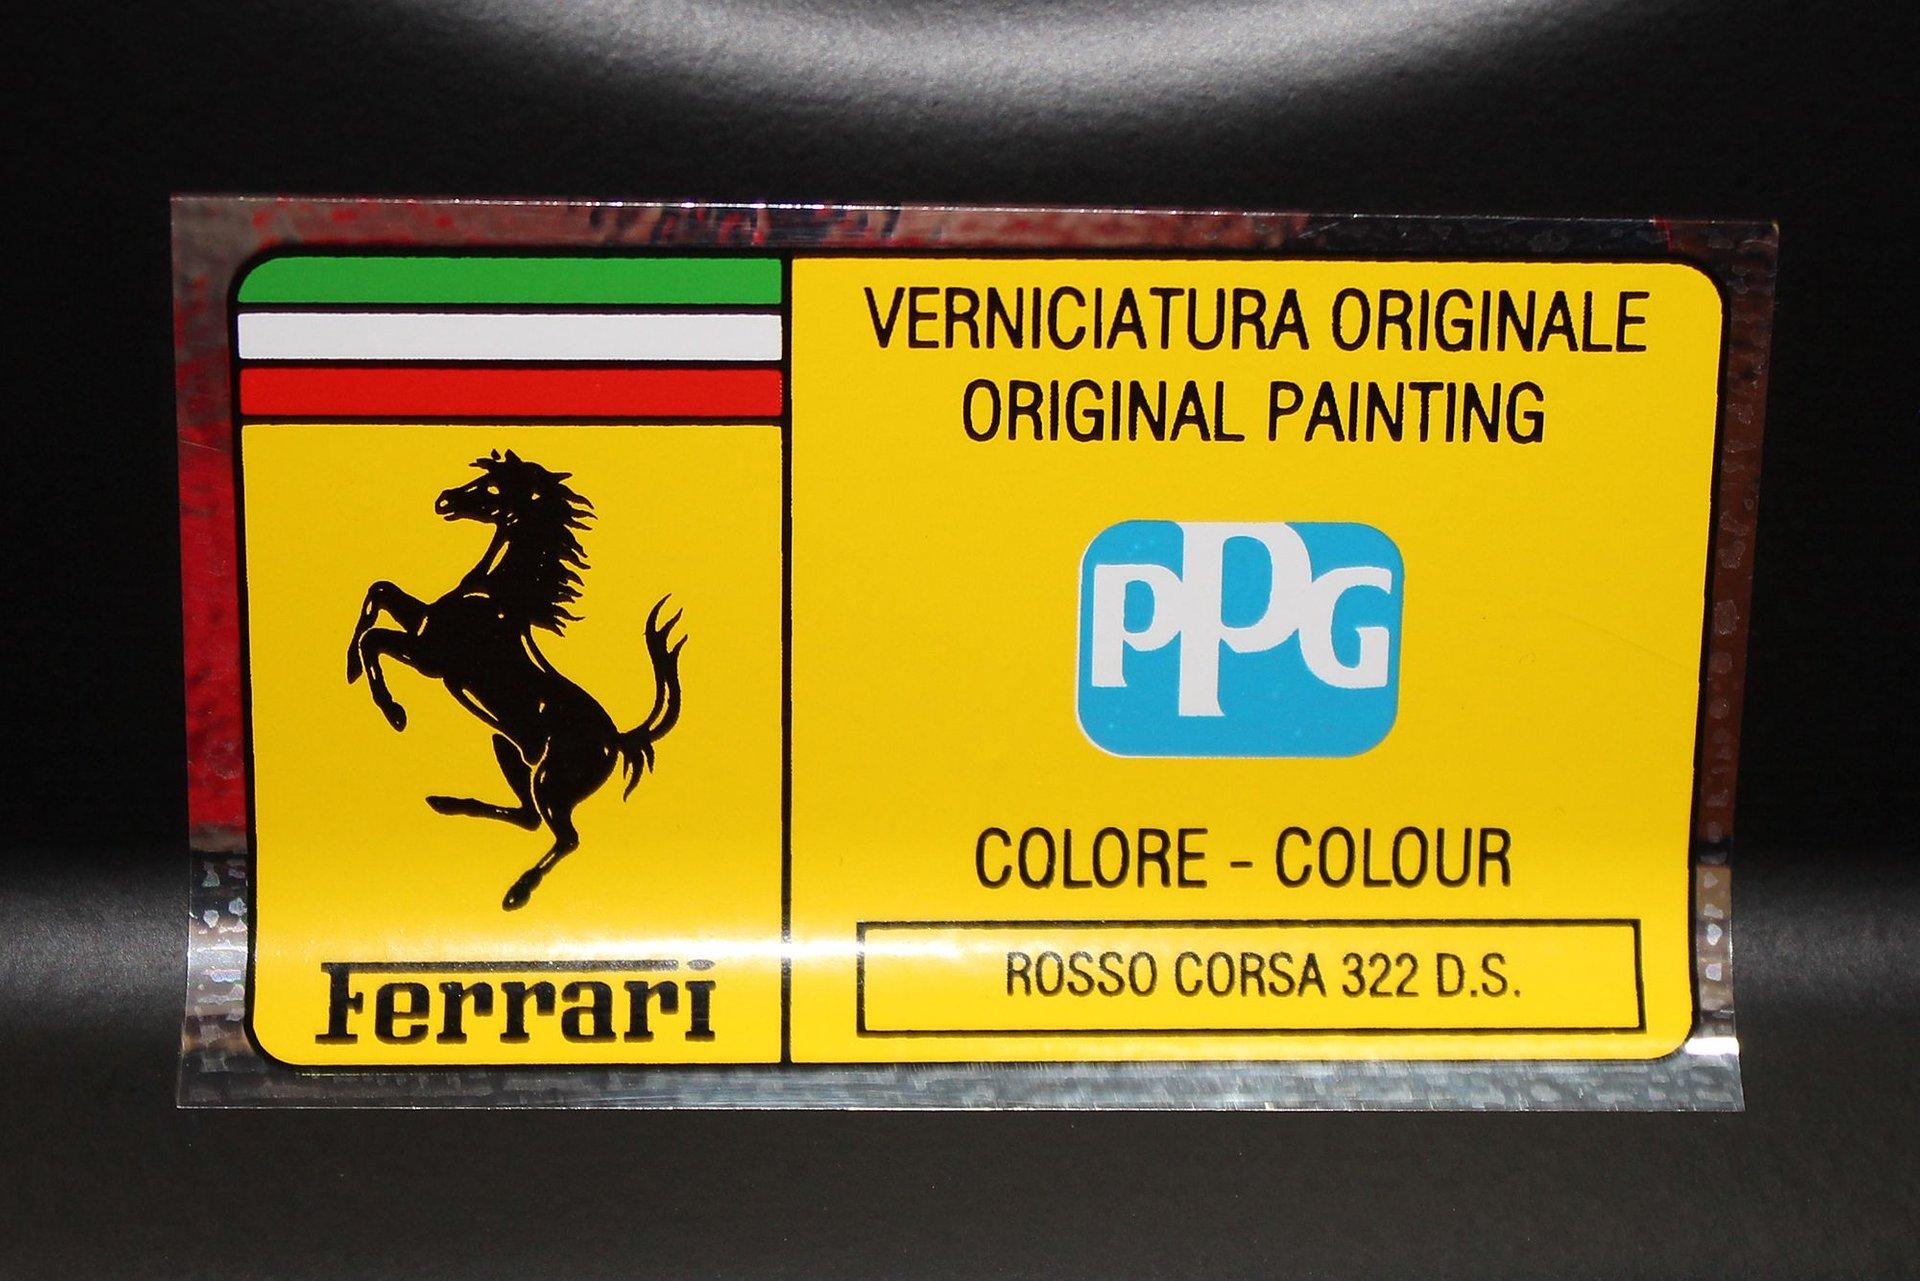 VERNICIATURA ORIGINALE
ORIGINAL PAINTING
PPG
COLORE - COLOUR
ROSSO CORSA 322 D.S.
Ferrari